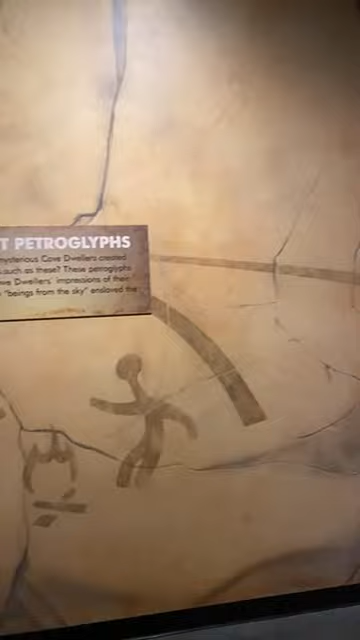 T PETROGLYPHS
mysterious Cave Dwellers created
such as these? These petroglyphs
ve Dwellers' impressions of their
"beings from the sky" enslaved the